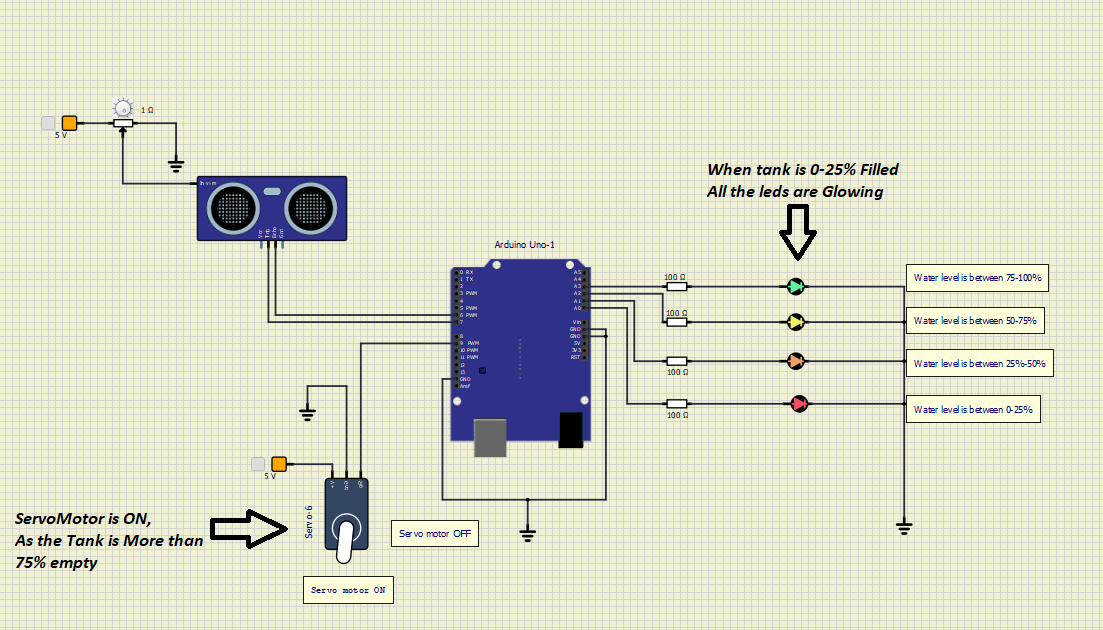 1 Ω
5 V
In vin
Vcc
Trig
Echo
Gnd
When tank is 0-25% Filled
All the leds are Glowing
Arduino Uno-1
0 RX
1 TX
2
3 PWM
4
5 PWM
6 PWM
7
8
9 PWM
10 PWM
11 PWM
12
13
GND
Aref
A5
A4
A3
A2
A1
A0
Vin
GND
GND
5V
3V3
RST
100 Ω
100 Ω
100 Ω
100 Ω
Water level is between 75-100%
Water level is between 50-75%
Water level is between 25%-50%
Water level is between 0-25%
5 V
Servo-6
ServoMotor is ON,
As the Tank is More than
75% empty
Servo motor OFF
Servo motor ON